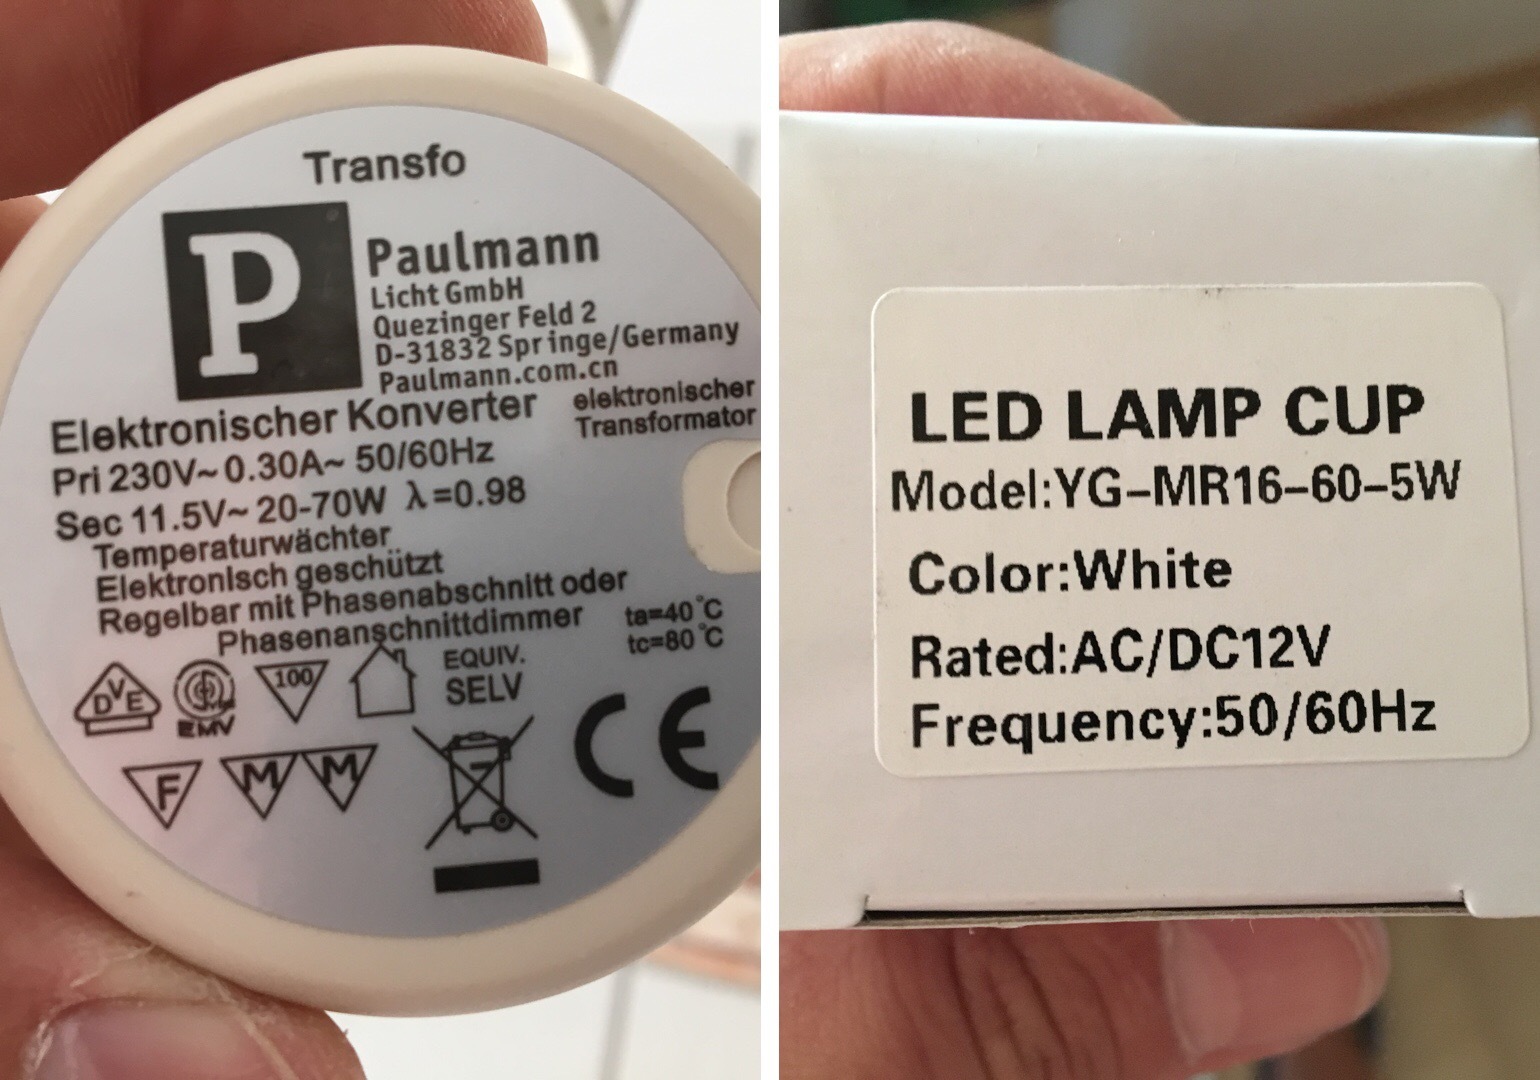 Transfo
P
Paulmann
Licht GmbH
Quezinger Feld 2
D-31832 Springe/Germany
Paulmann.com.cn
Elektronischer Konverter
elektronischer
Transformator
Pri 230V~ 0.30A~ 50/60Hz
Sec 11.5V~ 20-70W λ=0.98
Temperaturwächter
Elektronisch geschützt
Regelbar mit Phasenabschnitt oder
Phasenanschnittdimmer
ta=40°C
tc=80°C
DVE
EMV
100
EQUIV.
SELV
F
M M
CE
LED LAMP CUP
Model:YG-MR16-60-5W
Color:White
Rated:AC/DC12V
Frequency:50/60Hz